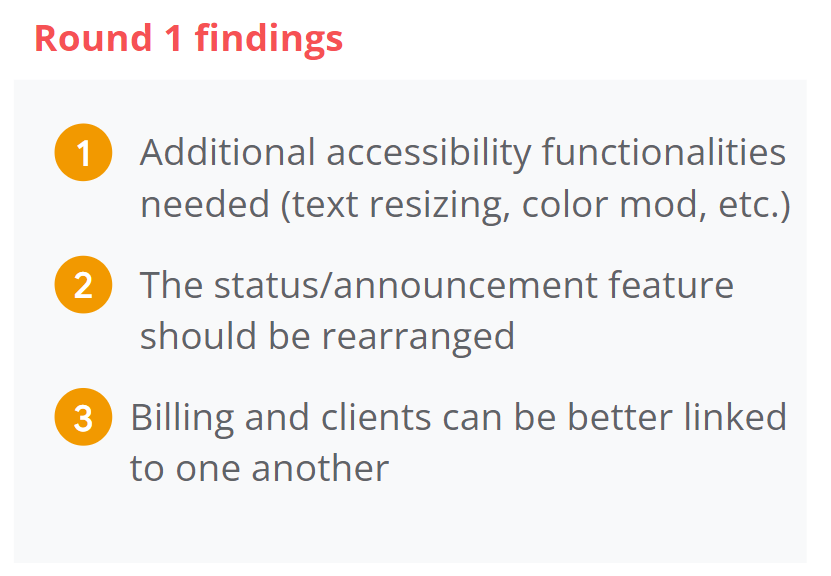 Round 1 findings
1 Additional accessibility functionalities
needed (text resizing, color mod, etc.)
2 The status/announcement feature
should be rearranged
3 Billing and clients can be better linked
to one another